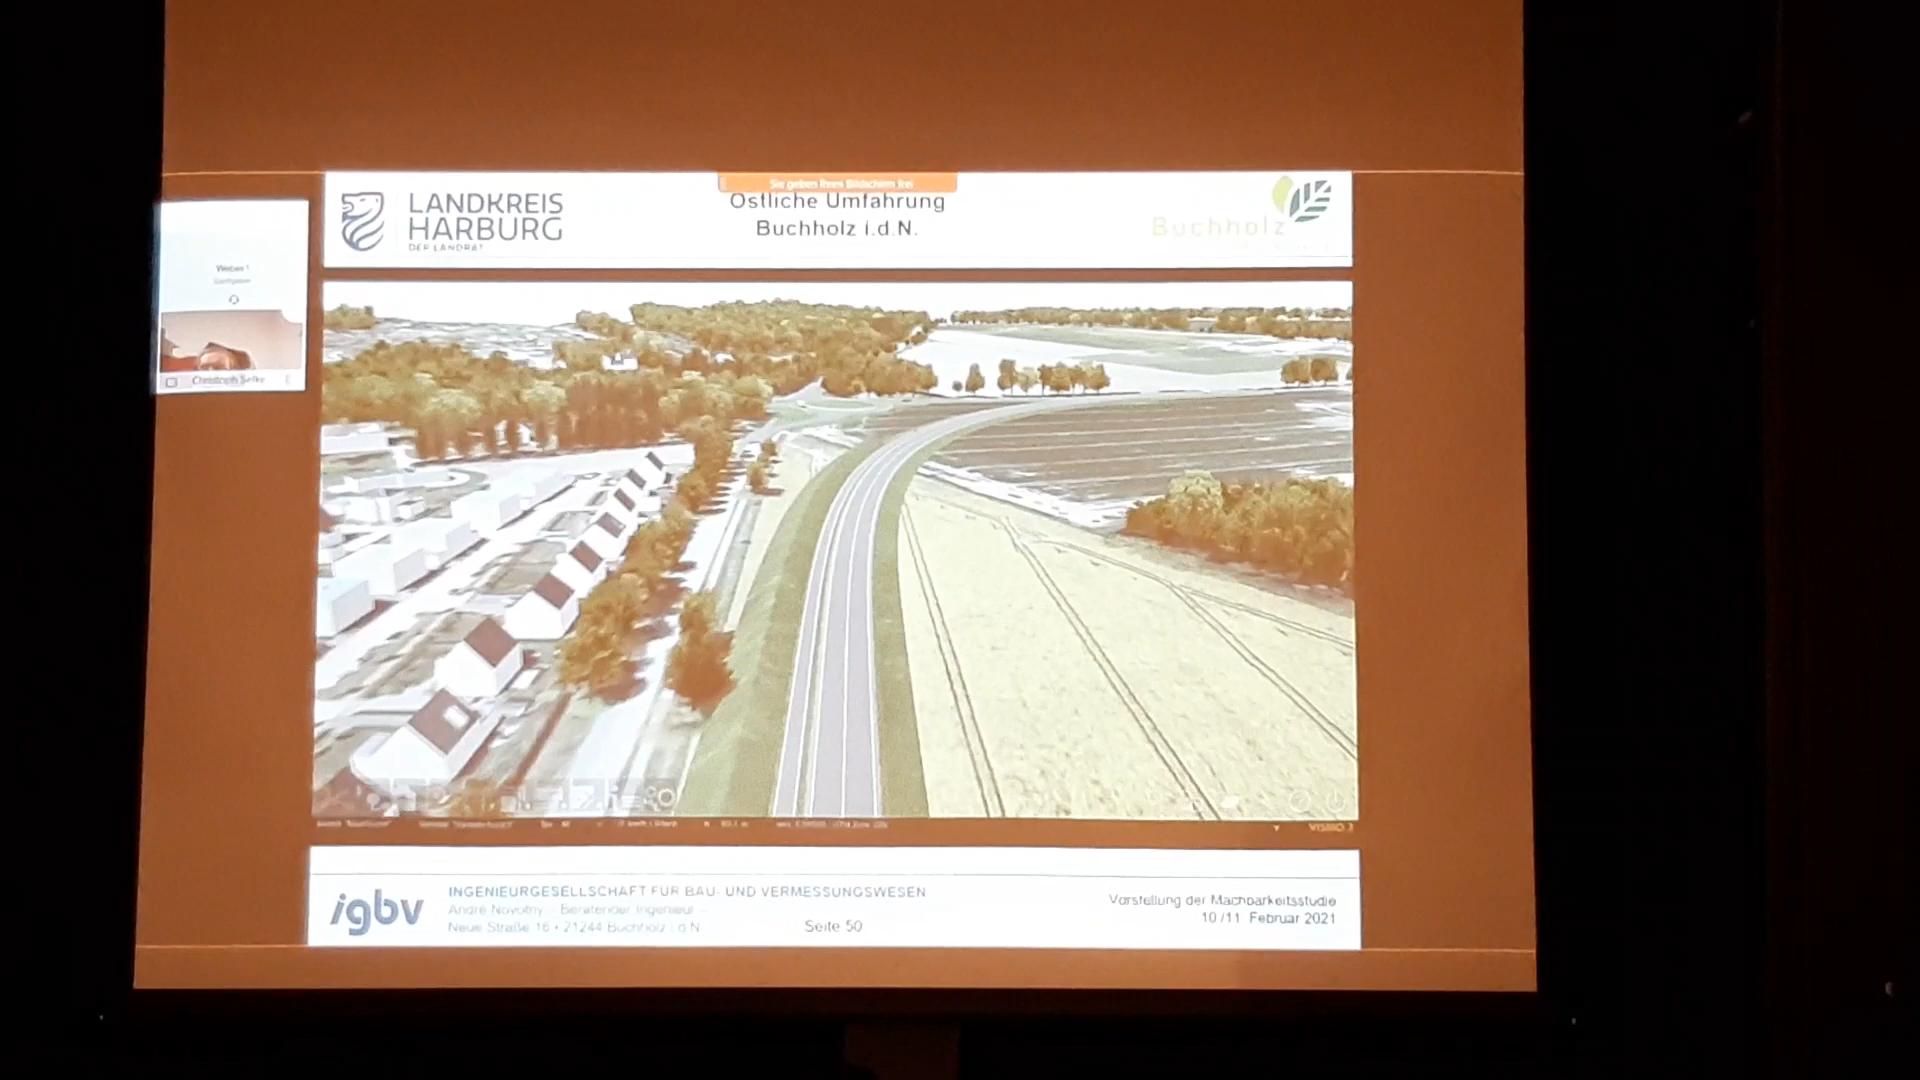 Sie geben Ihren Bildschirm frei
LANDKREIS
HARBURG
DER LANDRAT
Östliche Umfahrung
Buchholz i.d.N.
Buchholz
Christoph Selke
VISIIO 3
igbv
INGENIEURGESELLSCHAFT FÜR BAU- UND VERMESSUNGSWESEN
André Novotny - Beratender Ingenieur -
Neue Straße 16 • 21244 Buchholz i.d.N.
Seite 50
Vorstellung der Machbarkeitsstudie
10./11. Februar 2021